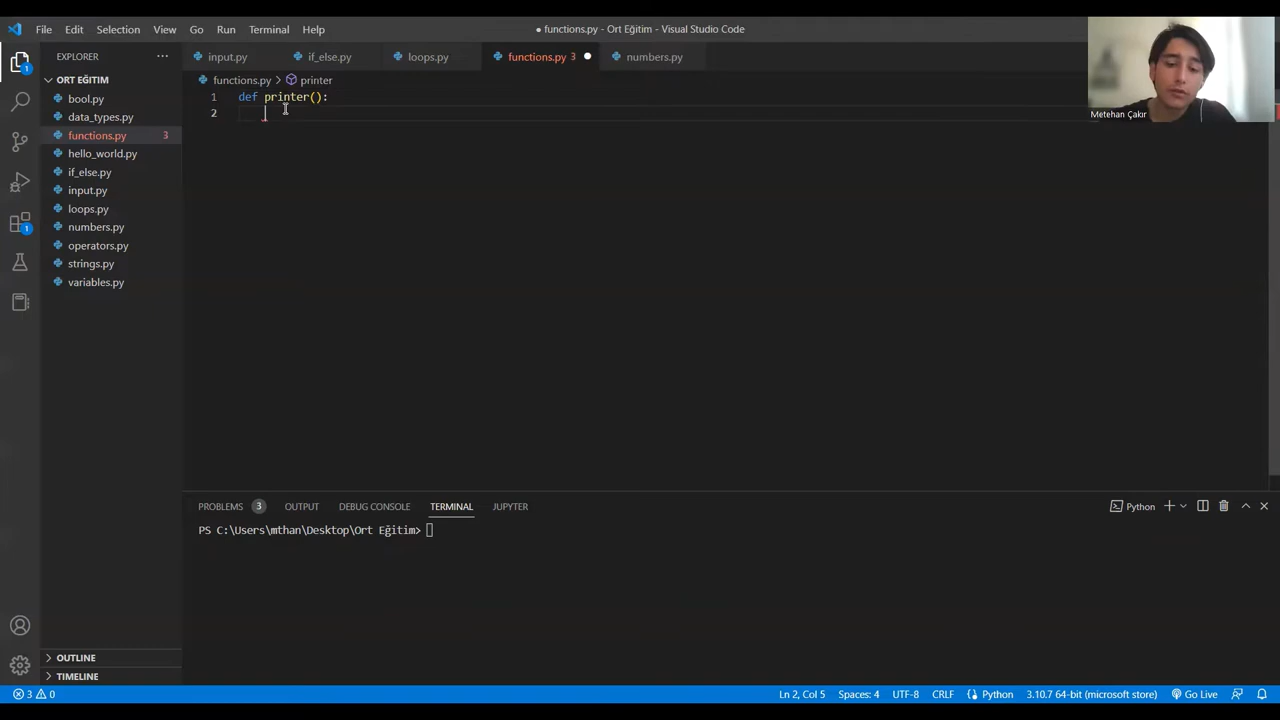 File Edit Selection View Go Run Terminal Help
● functions.py - Ort Eğitim - Visual Studio Code
EXPLORER ···
input.py if_else.py loops.py functions.py 3 numbers.py
ORT EĞITIM
functions.py > printer
bool.py
data_types.py
functions.py 3
hello_world.py
if_else.py
input.py
loops.py
numbers.py
operators.py
strings.py
variables.py
1 def printer():
2
Metehan Çakır
1
1
PROBLEMS 3 OUTPUT DEBUG CONSOLE TERMINAL JUPYTER
Python
PS C:\Users\mthan\Desktop\Ort Eğitim>
OUTLINE
TIMELINE
3 0
Ln 2, Col 5 Spaces: 4 UTF-8 CRLF Python 3.10.7 64-bit (microsoft store) Go Live